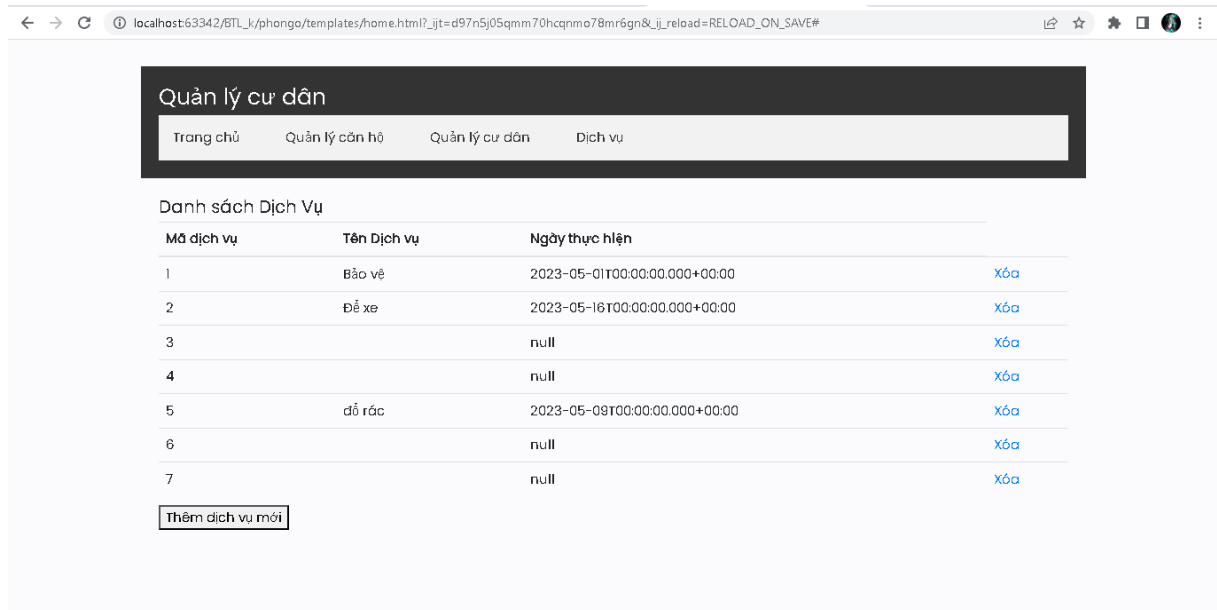 localhost:63342/BTL_k/phongo/templates/home.html?_ijt=d97n5j05qmm70hcqnmo78mr6gn&_ij_reload=RELOAD_ON_SAVE#
Quản lý cư dân
Trang chủ Quản lý căn hộ Quản lý cư dân Dịch vụ
Danh sách Dịch Vụ
Mã dịch vụ Tên Dịch vụ Ngày thực hiện
1 Bảo vệ 2023-05-01T00:00:00.000+00:00 Xóa
2 Để xe 2023-05-16T00:00:00.000+00:00 Xóa
3 null Xóa
4 null Xóa
5 đổ rác 2023-05-09T00:00:00.000+00:00 Xóa
6 null Xóa
7 null Xóa
Thêm dịch vụ mới